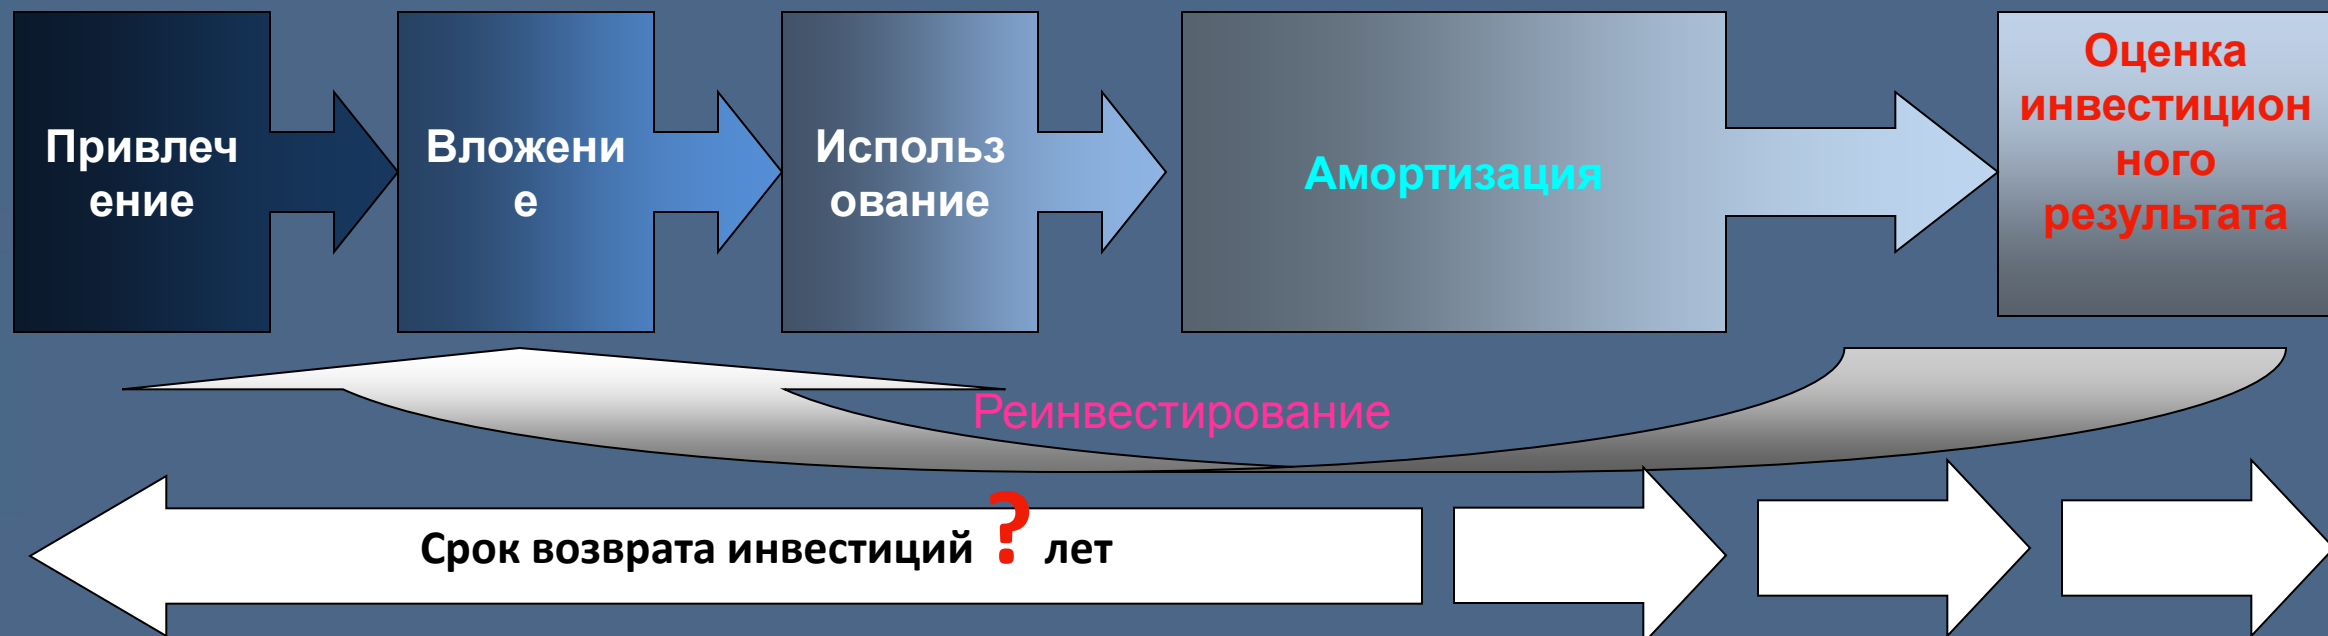 Привлеч
ение
Вложени
е
Использ
ование
Амортизация
Оценка
инвестицион
ного
результата
Реинвестирование
Срок возврата инвестиций ? лет